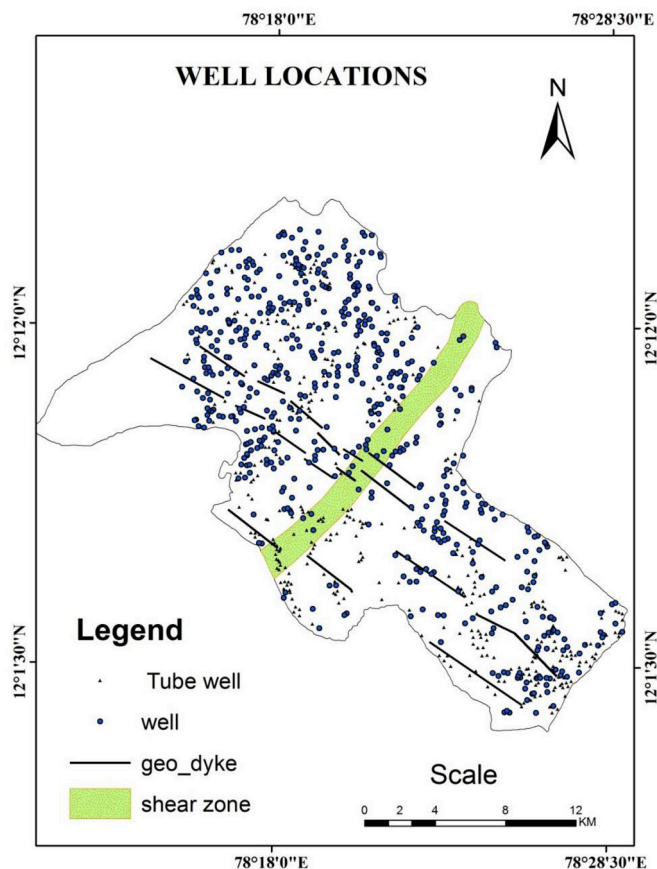 78°18'0"E 78°28'30"E
WELL LOCATIONS
N
12°12'0"N 12°12'0"N
12°1'30"N 12°1'30"N
Legend
Tube well
well
geo_dyke
shear zone
Scale
0 2 4 8 12
KM
78°18'0"E 78°28'30"E